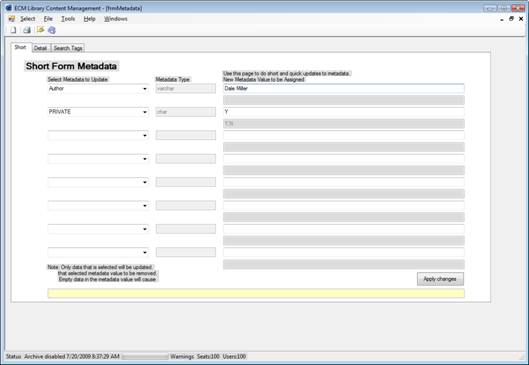 ECM Library Content Management - [frmMetadata]
Select File Tools Help Windows
Short Detail Search Tags
Short Form Metadata
Use this page to do short and quick updates to metadata.
Select Metadata to Update Metadata Type New Metadata Value to be Assigned
Author varchar Dale Miller
PRIVATE char Y
Y;N
Note: Only data that is selected will be updated.
that selected metadata value to be removed.
Empty data in the metadata value will cause
Apply changes
Status Archive disabled 7/20/2009 8:37:29 AM Warnings Seats:100 Users:100